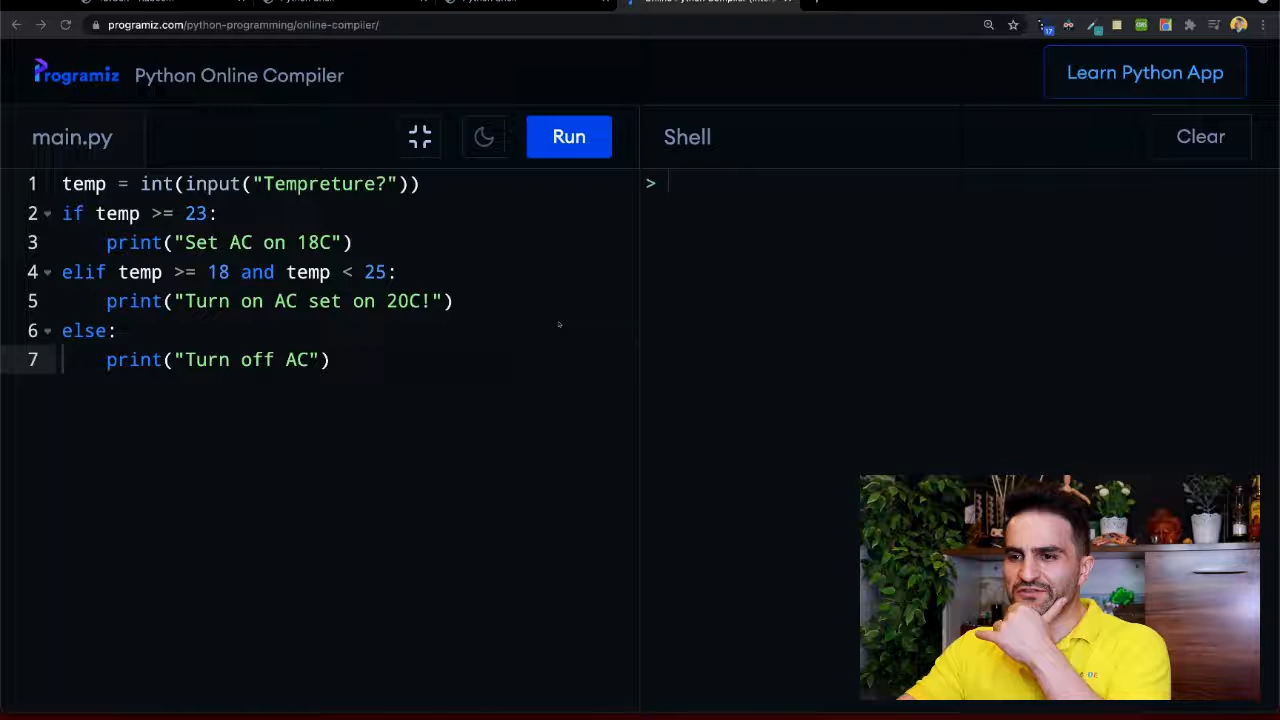 programiz.com/python-programming/online-compiler/
17
Programiz
Python Online Compiler
Learn Python App
main.py
Run
Shell
Clear
1 temp = int(input("Tempreture?"))
2 if temp >= 23:
3 print("Set AC on 18C")
4 elif temp >= 18 and temp < 25:
5 print("Turn on AC set on 20C!")
6 else:
7 print("Turn off AC")
>